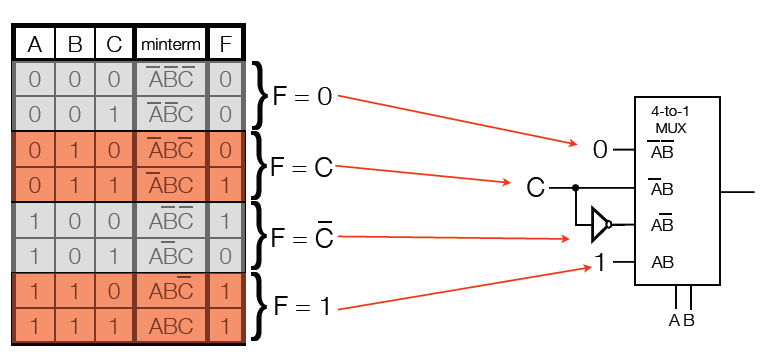 A B C minterm F
0 0 0 A̅B̅C̅ 0
0 0 1 A̅B̅C 0
F = 0
0 1 0 A̅BC̅ 0
0 1 1 A̅BC 1
F = C
1 0 0 AB̅C̅ 1
1 0 1 AB̅C 0
F = C̅
1 1 0 ABC̅ 1
1 1 1 ABC 1
F = 1
4-to-1
MUX
0 A̅B̅
C A̅B
AB̅
1 AB
A B